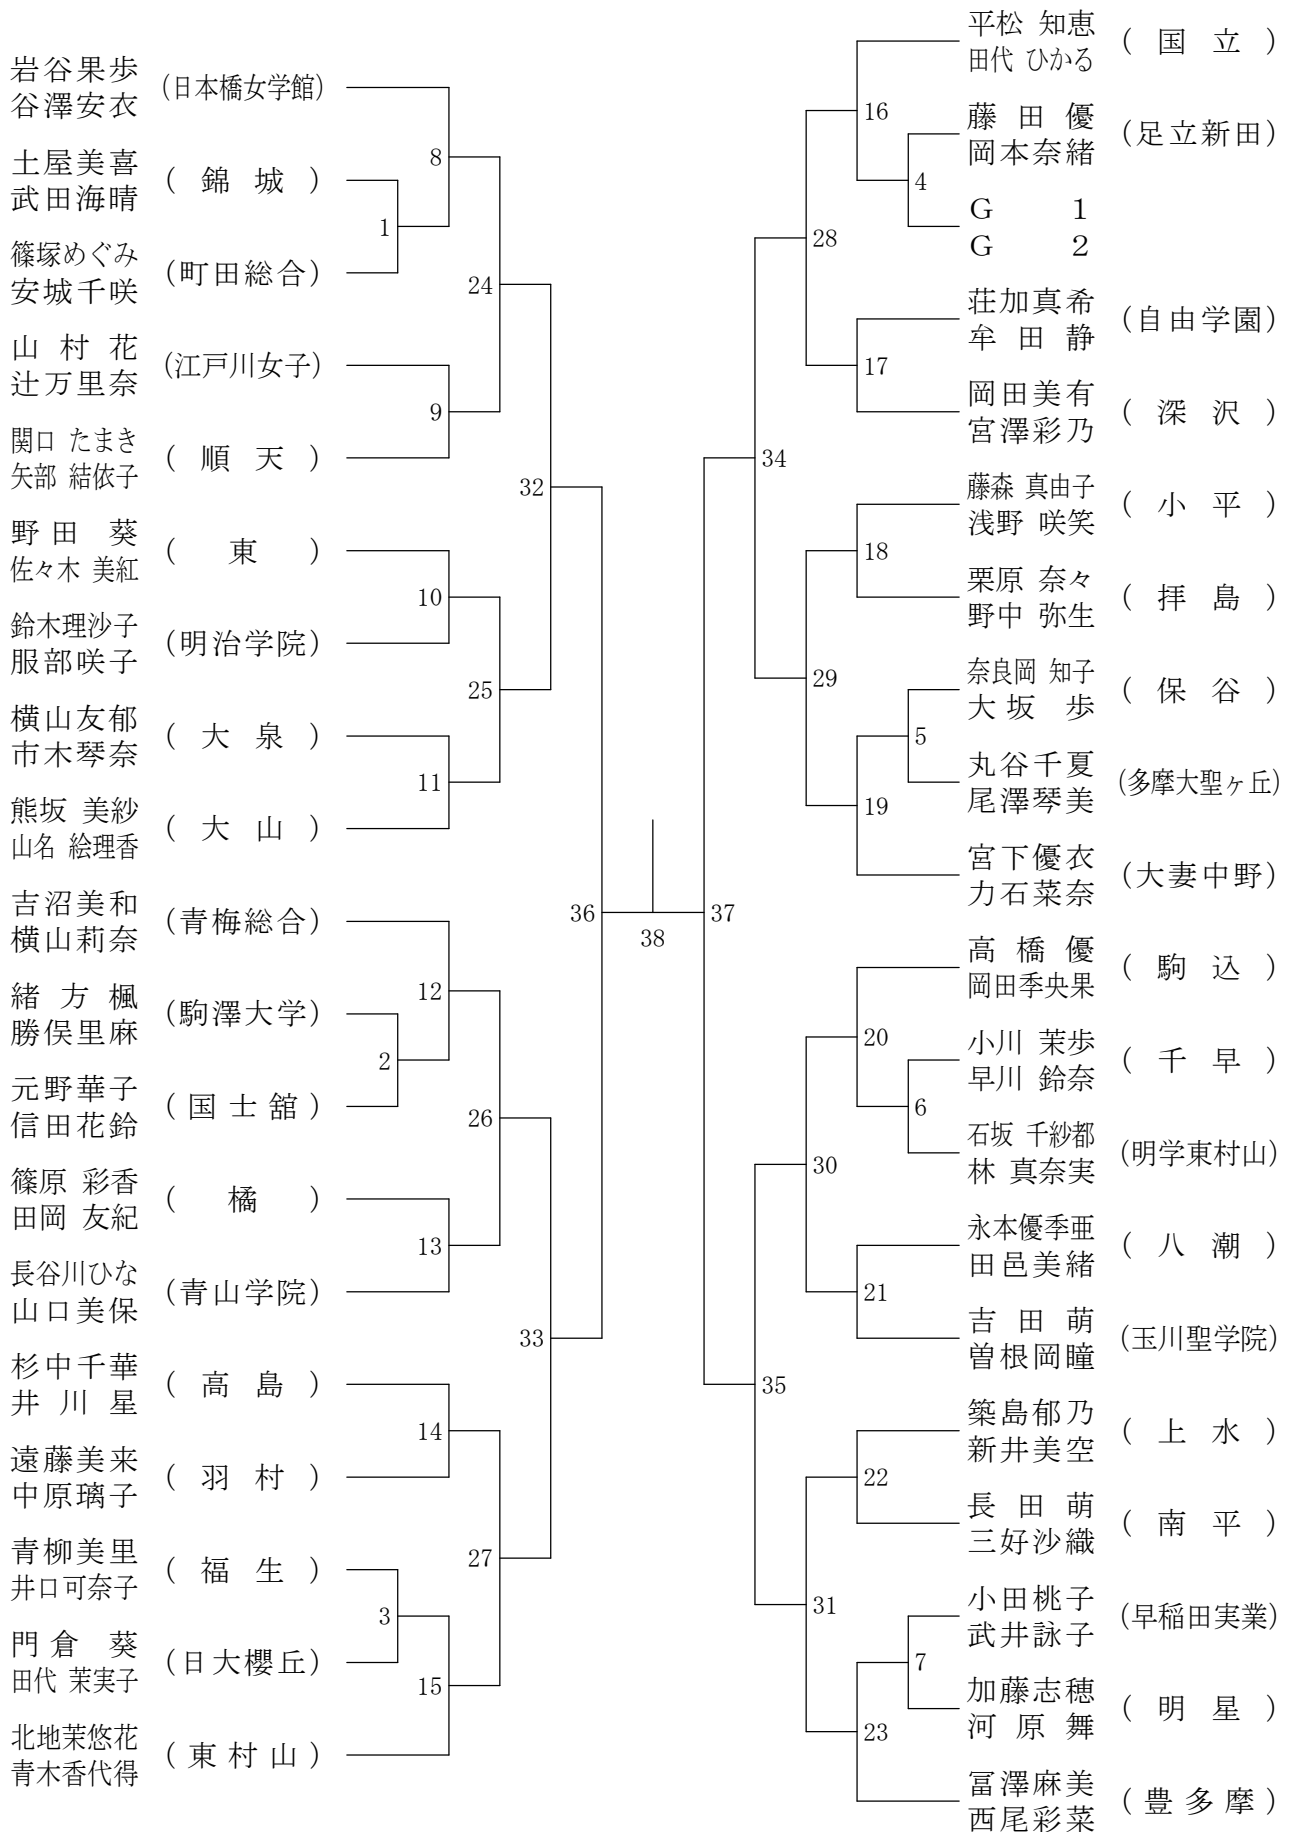 岩谷果歩
谷澤安衣
(日本橋女学館)
土屋美喜
武田海晴
(錦城)
篠塚めぐみ
安城千咲
(町田総合)
山村花
辻万里奈
(江戸川女子)
関口 たまき
矢部 結依子
(順天)
野田 葵
佐々木 美紅
(東)
鈴木理沙子
服部咲子
(明治学院)
横山友郁
市木琴奈
(大泉)
熊坂 美紗
山名 絵理香
(大山)
吉沼美和
横山莉奈
(青梅総合)
緒方楓
勝俣里麻
(駒澤大学)
元野華子
信田花鈴
(国士舘)
篠原 彩香
田岡 友紀
(橘)
長谷川ひな
山口美保
(青山学院)
杉中千華
井川星
(高島)
遠藤美来
中原璃子
(羽村)
青柳美里
井口可奈子
(福生)
門倉 葵
田代 茉実子
(日大櫻丘)
北地茉悠花
青木香代得
(東村山)
8
1
24
9
32
10
25
11
36
12
2
26
13
33
14
27
3
15
38
37
16
4
28
17
34
18
29
5
19
20
6
30
21
35
22
31
7
23
平松 知恵
田代 ひかる
(国立)
藤田優
岡本奈緒
(足立新田)
G 1
G 2
荘加真希
牟田静
(自由学園)
岡田美有
宮澤彩乃
(深沢)
藤森 真由子
浅野 咲笑
(小平)
栗原 奈々
野中 弥生
(拝島)
奈良岡 知子
大坂 歩
(保谷)
丸谷千夏
尾澤琴美
(多摩大聖ヶ丘)
宮下優衣
力石菜奈
(大妻中野)
高橋優
岡田季央果
(駒込)
小川 茉歩
早川 鈴奈
(千早)
石坂 千紗都
林 真奈実
(明学東村山)
永本優季亜
田邑美緒
(八潮)
吉田萌
曽根岡瞳
(玉川聖学院)
築島郁乃
新井美空
(上水)
長田萌
三好沙織
(南平)
小田桃子
武井詠子
(早稲田実業)
加藤志穂
河原舞
(明星)
冨澤麻美
西尾彩菜
(豊多摩)